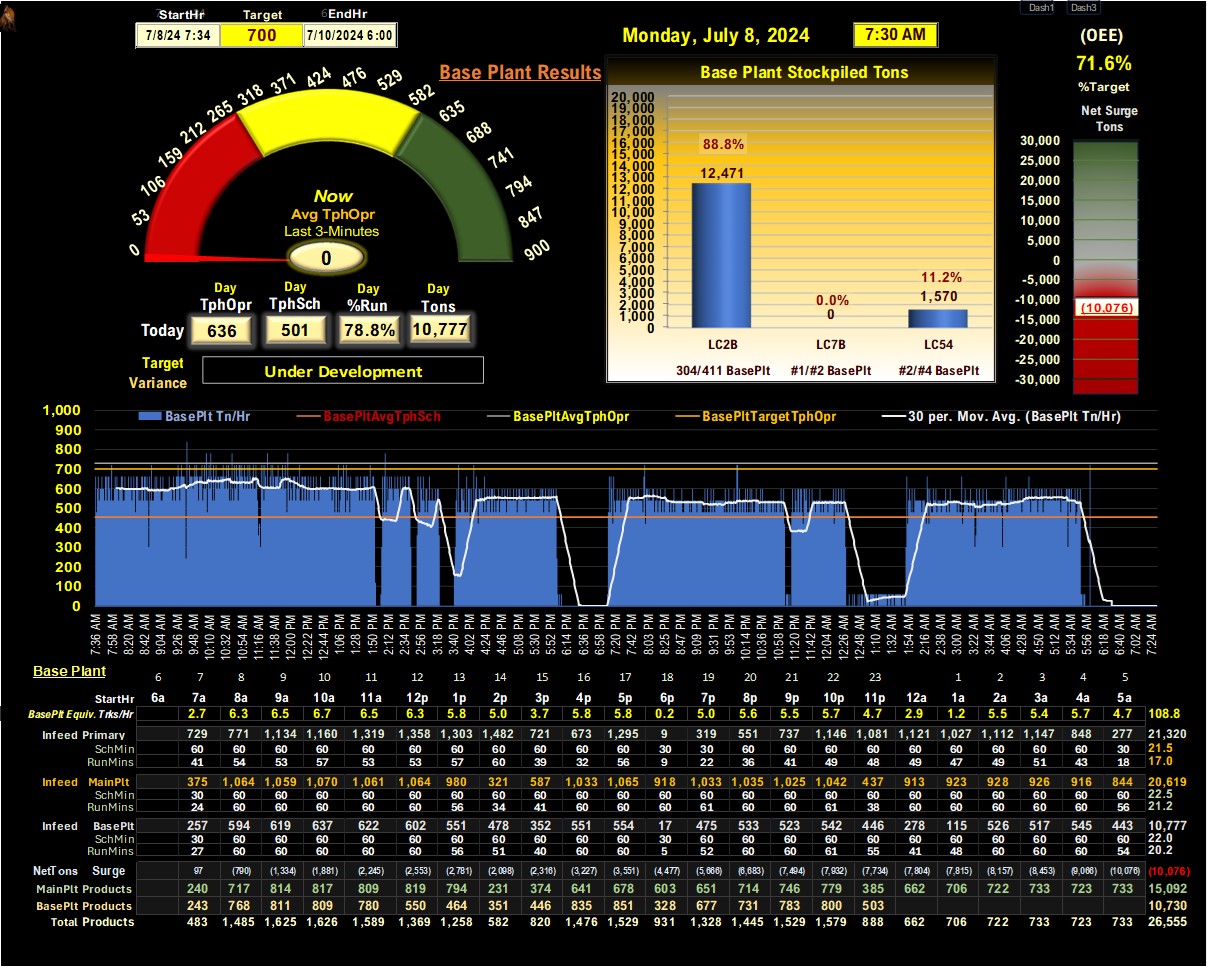 StartHr Target EndHr
7/8/24 7:34 700 7/10/2024 6:00
Dash1 Dash3
Monday, July 8, 2024 7:30 AM
(OEE)
71.6%
%Target
Net Surge
Tons
30,000
25,000
20,000
15,000
10,000
5,000
0
-5,000
-10,000
(10,076)
-15,000
-20,000
-25,000
-30,000
Base Plant Results
0 53 106 159 212 265 318 371 424 476 529 582 635 688 741 794 847 900
Now
Avg TphOpr
Last 3-Minutes
0
Day Day Day Day
TphOpr TphSch %Run Tons
Today 636 501 78.8% 10,777
Target
Variance
Under Development
Base Plant Stockpiled Tons
20,000
19,000
18,000
17,000
16,000
15,000
14,000
13,000
12,000
11,000
10,000
9,000
8,000
7,000
6,000
5,000
4,000
3,000
2,000
1,000
0
88.8%
12,471
0.0%
0
11.2%
1,570
LC2B LC7B LC54
304/411 BasePlt #1/#2 BasePlt #2/#4 BasePlt
BasePlt Tn/Hr BasePltAvgTphSch BasePltAvgTphOpr BasePltTargetTphOpr 30 per. Mov. Avg. (BasePlt Tn/Hr)
1,000
900
800
700
600
500
400
300
200
100
0
7:36 AM 7:58 AM 8:20 AM 8:42 AM 9:04 AM 9:26 AM 9:48 AM 10:10 AM 10:32 AM 10:54 AM 11:16 AM 11:38 AM 12:00 PM 12:22 PM 12:44 PM 1:06 PM 1:28 PM 1:50 PM 2:12 PM 2:34 PM 2:56 PM 3:18 PM 3:40 PM 4:02 PM 4:24 PM 4:46 PM 5:08 PM 5:30 PM 5:52 PM 6:14 PM 6:36 PM 6:58 PM 7:20 PM 7:42 PM 8:03 PM 8:25 PM 8:47 PM 9:09 PM 9:31 PM 9:53 PM 10:14 PM 10:36 PM 10:58 PM 11:20 PM 11:42 PM 12:04 AM 12:26 AM 12:48 AM 1:10 AM 1:32 AM 1:54 AM 2:16 AM 2:38 AM 3:00 AM 3:22 AM 3:44 AM 4:06 AM 4:28 AM 4:50 AM 5:12 AM 5:34 AM 5:56 AM 6:18 AM 6:40 AM 7:02 AM 7:24 AM
Base Plant
6 7 8 9 10 11 12 13 14 15 16 17 18 19 20 21 22 23 1 2 3 4 5
StartHr 6a 7a 8a 9a 10a 11a 12p 1p 2p 3p 4p 5p 6p 7p 8p 9p 10p 11p 12a 1a 2a 3a 4a 5a
BasePlt Equiv. Trks/Hr 2.7 6.3 6.5 6.7 6.5 6.3 5.8 5.0 3.7 5.8 5.8 0.2 5.0 5.6 5.5 5.7 4.7 2.9 1.2 5.5 5.4 5.7 4.7 108.8
Infeed Primary 729 771 1,134 1,160 1,319 1,358 1,303 1,482 721 673 1,295 9 319 551 737 1,146 1,081 1,121 1,027 1,112 1,147 848 277 21,320
SchMin 60 60 60 60 60 60 60 60 60 60 60 30 30 60 60 60 60 60 60 60 60 60 30 21.5
RunMins 41 54 53 57 53 53 57 60 39 32 56 9 22 36 41 49 48 49 47 49 51 43 18 17.0
Infeed MainPlt 375 1,064 1,059 1,070 1,061 1,064 980 321 587 1,033 1,065 918 1,033 1,035 1,025 1,042 437 913 923 928 926 916 844 20,619
SchMin 30 60 60 60 60 60 60 60 60 60 60 60 60 60 60 60 60 60 60 60 60 60 60 22.5
RunMins 24 60 60 60 60 60 56 34 41 60 60 60 61 60 60 61 38 60 60 60 60 60 56 21.2
Infeed BasePlt 257 594 619 637 622 602 551 478 352 551 554 17 475 533 523 542 446 278 115 526 517 545 443 10,777
SchMin 30 60 60 60 60 60 60 60 60 60 60 30 60 60 60 60 60 60 60 60 60 60 60 22.0
RunMins 27 60 60 60 60 60 56 51 40 60 60 5 52 60 60 61 55 41 48 60 60 60 54 20.2
NetTons Surge 97 (790) (1,334) (1,881) (2,245) (2,553) (2,781) (2,098) (2,316) (3,227) (3,551) (4,477) (5,666) (6,683) (7,494) (7,932) (7,734) (7,804) (7,815) (8,157) (8,453) (9,066) (10,076) (10,076)
MainPlt Products 240 717 814 817 809 819 794 231 374 641 678 603 651 714 746 779 385 662 706 722 733 723 733 15,092
BasePlt Products 243 768 811 809 780 550 464 351 446 835 851 328 677 731 783 800 503 10,730
Total Products 483 1,485 1,625 1,626 1,589 1,369 1,258 582 820 1,476 1,529 931 1,328 1,445 1,529 1,579 888 662 706 722 733 723 733 26,555